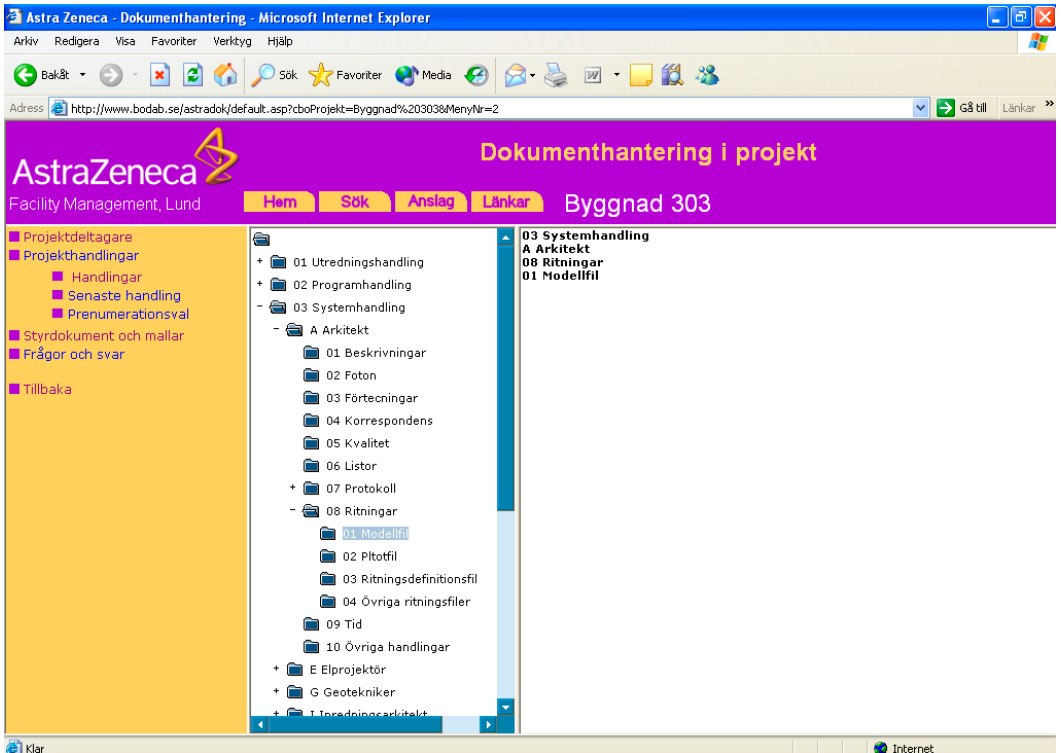 Astra Zeneca - Dokumenthantering - Microsoft Internet Explorer
Arkiv Redigera Visa Favoriter Verktyg Hjälp
Bakåt Sök Favoriter Media
Adress http://www.bodab.se/astradok/default.asp?cboProjekt=Byggnad%20303&MenyNr=2 Gå till Länkar »
AstraZeneca
Facility Management, Lund
Dokumenthantering i projekt
Hem Sök Anslag Länkar Byggnad 303
Projektdeltagare
Projekthandlingar
Handlingar
Senaste handling
Prenumerationsval
Styrdokument och mallar
Frågor och svar
Tillbaka
+ 01 Utredningshandling
+ 02 Programhandling
- 03 Systemhandling
- A Arkitekt
01 Beskrivningar
02 Foton
03 Förtecningar
04 Korrespondens
05 Kvalitet
06 Listor
+ 07 Protokoll
- 08 Ritningar
01 Modellfil
02 Pltotfil
03 Ritningsdefinitionsfil
04 Övriga ritningsfiler
09 Tid
10 Övriga handlingar
+ E Elprojektör
+ G Geotekniker
+ I Inredningsarkitekt
03 Systemhandling
A Arkitekt
08 Ritningar
01 Modellfil
Klar Internet